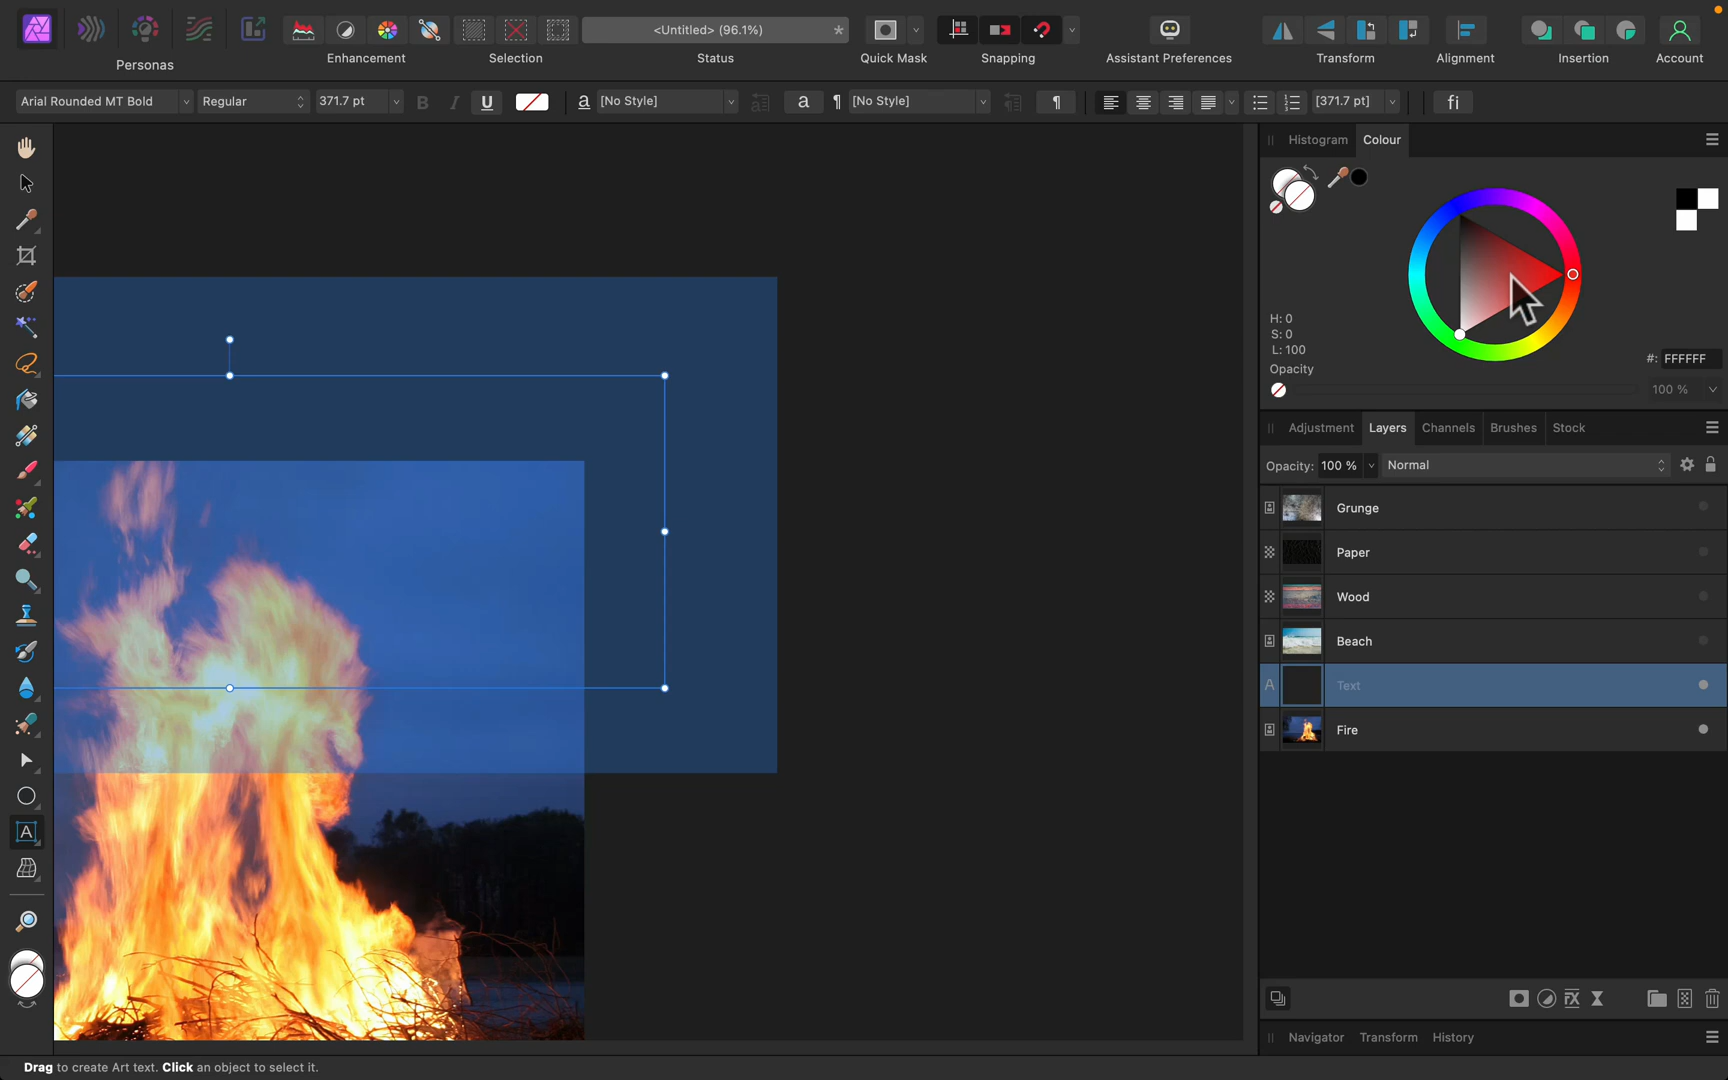 <Untitled> (96.1%)
*
Personas
Enhancement
Selection
Status
Quick Mask
Snapping
Assistant Preferences
Transform
Alignment
Insertion
Account
Arial Rounded MT Bold
Regular
371.7 pt
B
I
U
a
[No Style]
a
¶
[No Style]
¶
[371.7 pt]
fi
Histogram
Colour
H: 0
S: 0
L: 100
#: FFFFFF
Opacity
100 %
Adjustment
Layers
Channels
Brushes
Stock
Opacity: 100 %
Normal
Grunge
Paper
Wood
Beach
A
Text
Fire
A
Navigator
Transform
History
Drag to create Art text. Click an object to select it.